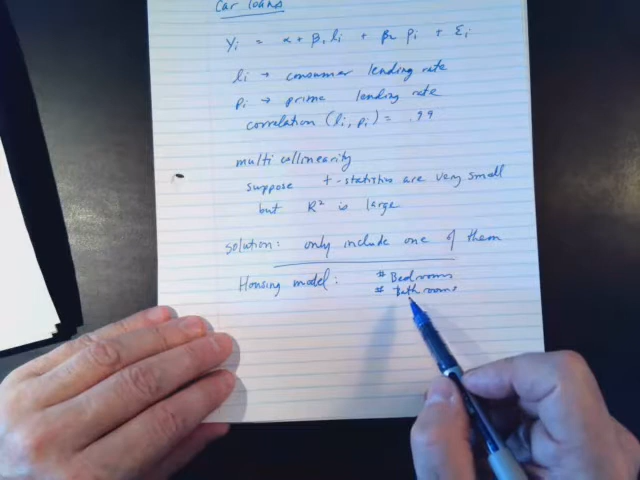 Car loans
Yi = α + β1 li + β2 pi + εi
li → consumer lending rate
pi → prime lending rate
correlation (li, pi) = .99
multicollinearity
suppose t-statistics are very small
but R² is large
solution: only include one of them
Housing model: # Bedrooms
# Bathrooms